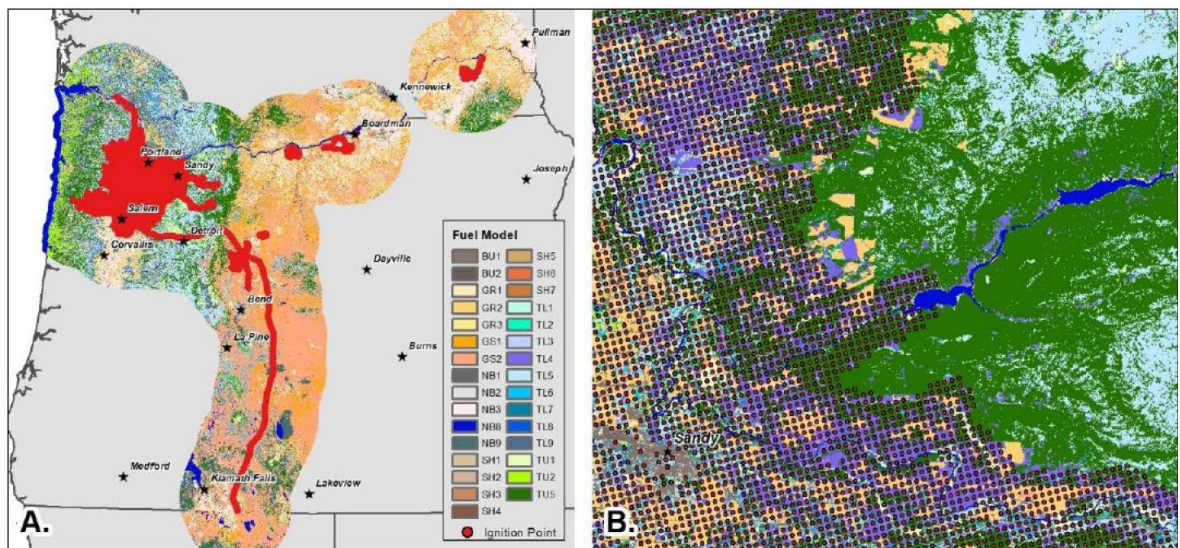 Pullman
Kennewick
Boardman
Portland
Sandy
Joseph
Salem
Detroit
Corvallis
Dayville
Bend
La Pine
Burns
Medford
Klamath Falls
Lakeview
Fuel Model
BU1
BU2
GR1
GR2
GR3
GS1
GS2
NB1
NB2
NB3
NB8
NB9
SH1
SH2
SH3
SH4
SH5
SH6
SH7
TL1
TL2
TL3
TL4
TL5
TL6
TL7
TL8
TL9
TU1
TU2
TU5
Ignition Point
A.
Sandy
B.